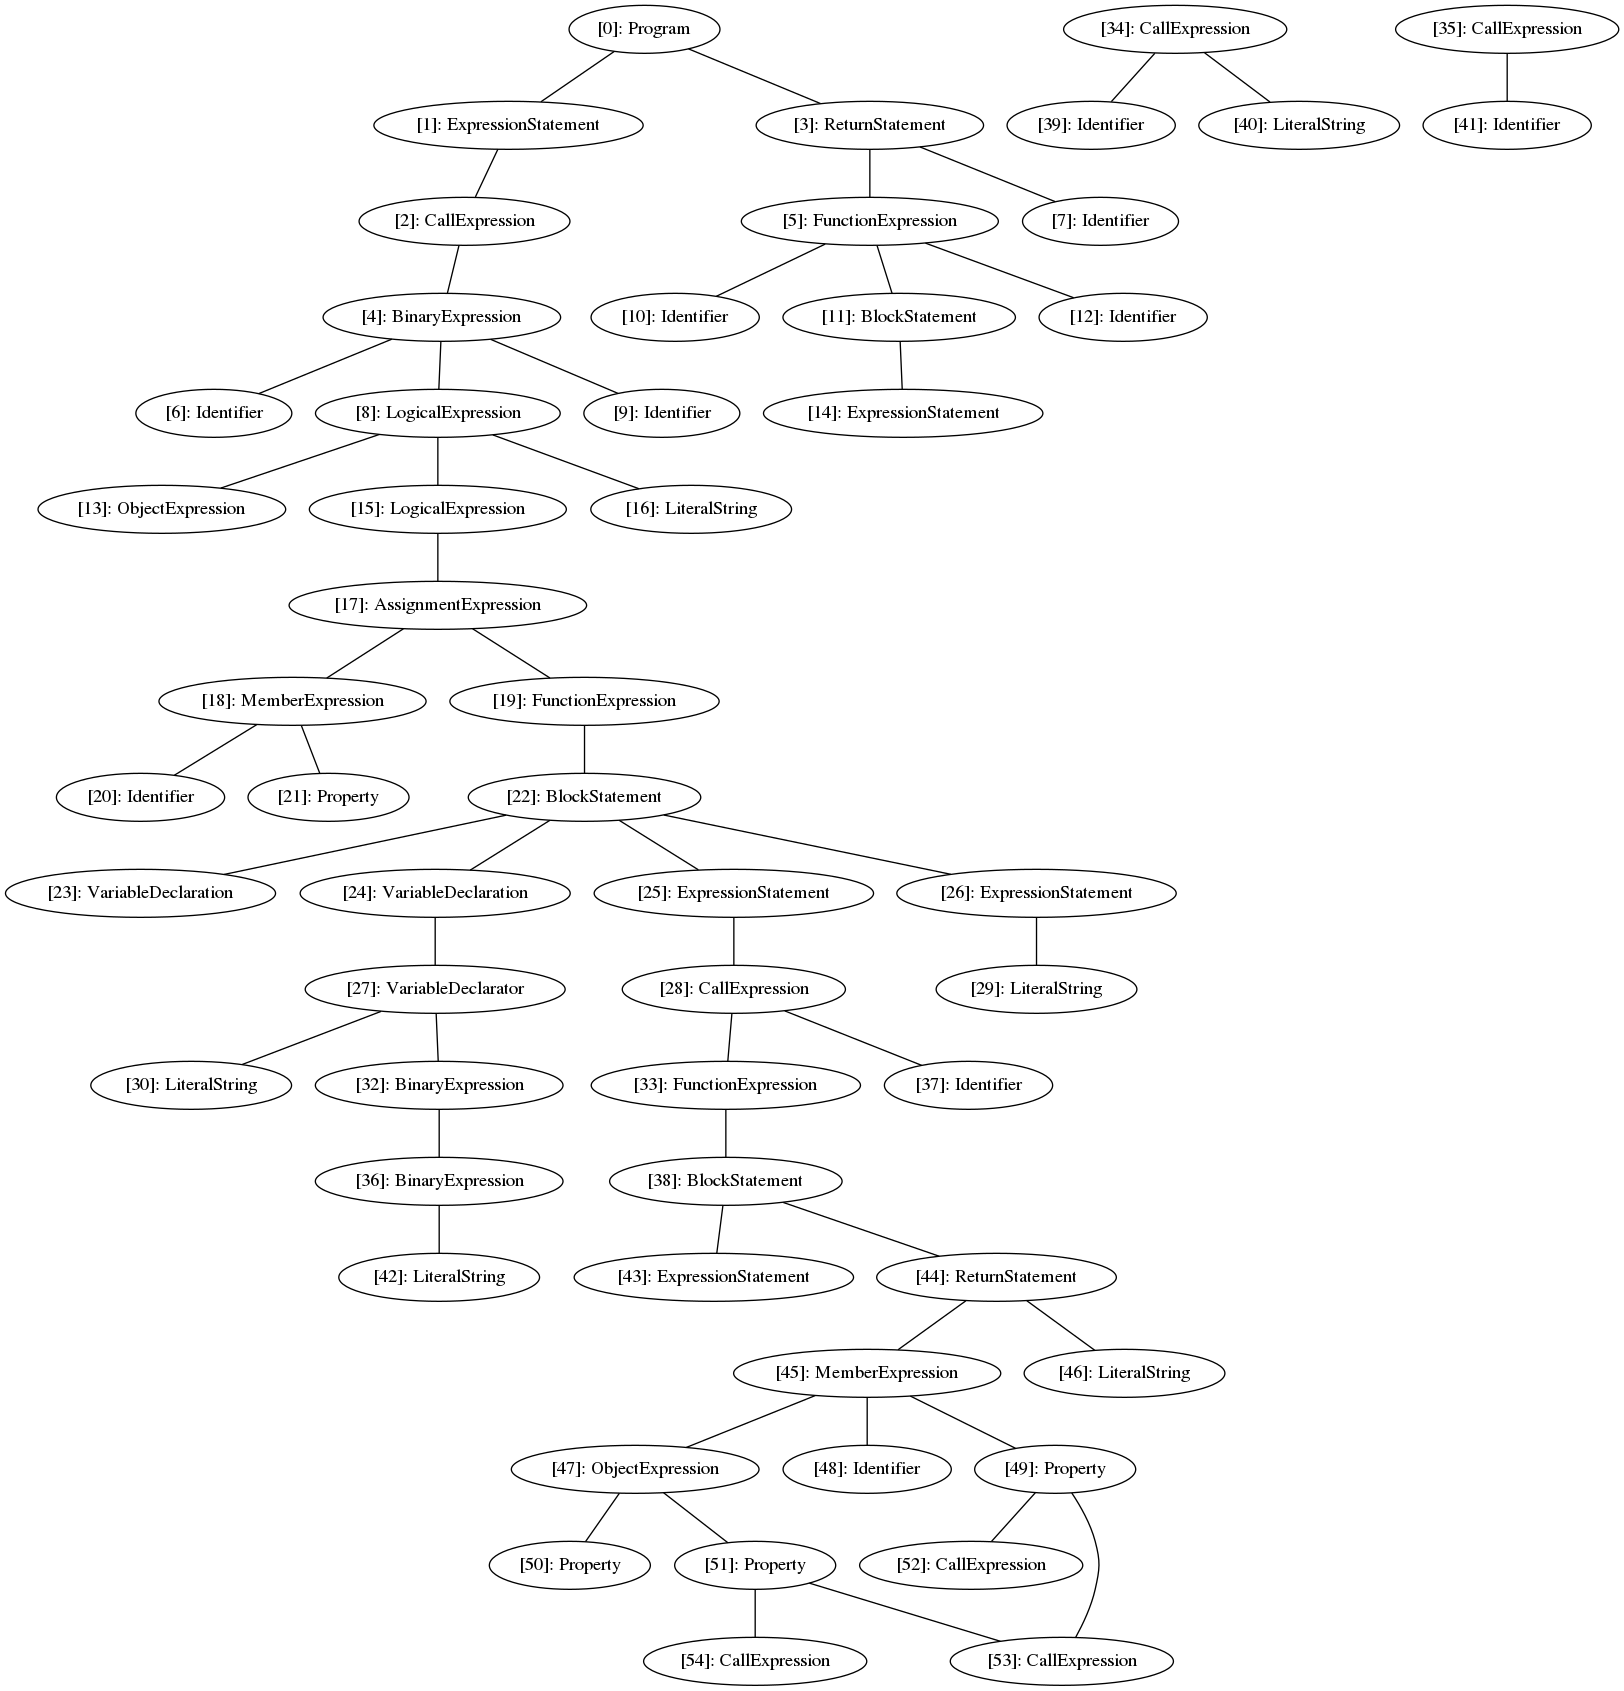 [0]: Program
[34]: CallExpression
[35]: CallExpression
[1]: ExpressionStatement
[3]: ReturnStatement
[39]: Identifier
[40]: LiteralString
[41]: Identifier
[2]: CallExpression
[5]: FunctionExpression
[7]: Identifier
[4]: BinaryExpression
[10]: Identifier
[11]: BlockStatement
[12]: Identifier
[6]: Identifier
[8]: LogicalExpression
[9]: Identifier
[14]: ExpressionStatement
[13]: ObjectExpression
[15]: LogicalExpression
[16]: LiteralString
[17]: AssignmentExpression
[18]: MemberExpression
[19]: FunctionExpression
[20]: Identifier
[21]: Property
[22]: BlockStatement
[23]: VariableDeclaration
[24]: VariableDeclaration
[25]: ExpressionStatement
[26]: ExpressionStatement
[27]: VariableDeclarator
[28]: CallExpression
[29]: LiteralString
[30]: LiteralString
[32]: BinaryExpression
[33]: FunctionExpression
[37]: Identifier
[36]: BinaryExpression
[38]: BlockStatement
[42]: LiteralString
[43]: ExpressionStatement
[44]: ReturnStatement
[45]: MemberExpression
[46]: LiteralString
[47]: ObjectExpression
[48]: Identifier
[49]: Property
[50]: Property
[51]: Property
[52]: CallExpression
[54]: CallExpression
[53]: CallExpression